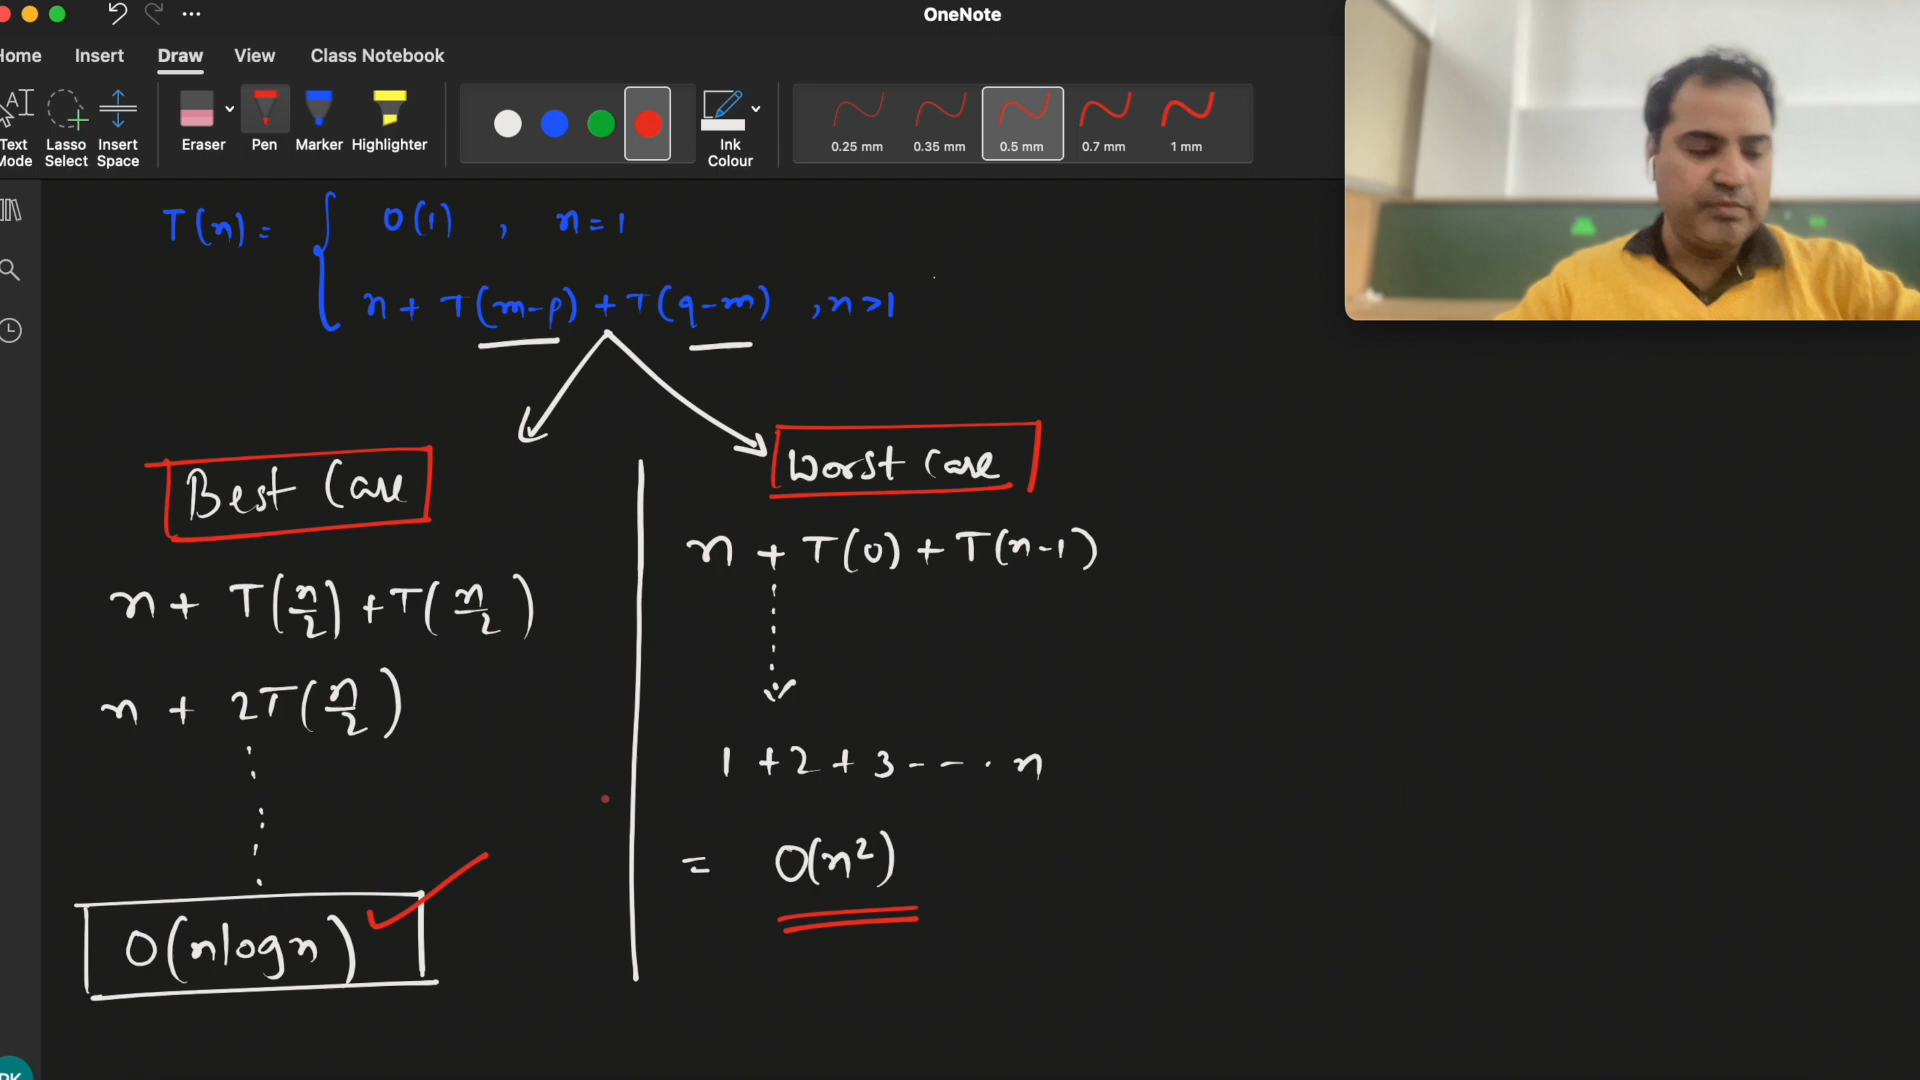 OneNote
Home Insert Draw View Class Notebook
Text Mode Lasso Select Insert Space Eraser Pen Marker Highlighter Ink Colour 0.25 mm 0.35 mm 0.5 mm 0.7 mm 1 mm
T(n) = { O(1) , n = 1
n + T(m-p) + T(q-m) , n>1
Best Case
n + T(n/2) + T(n/2)
n + 2T(n/2)
O(nlogn)
Worst Case
n + T(0) + T(n-1)
1 + 2 + 3 - - - . n
= O(n²)